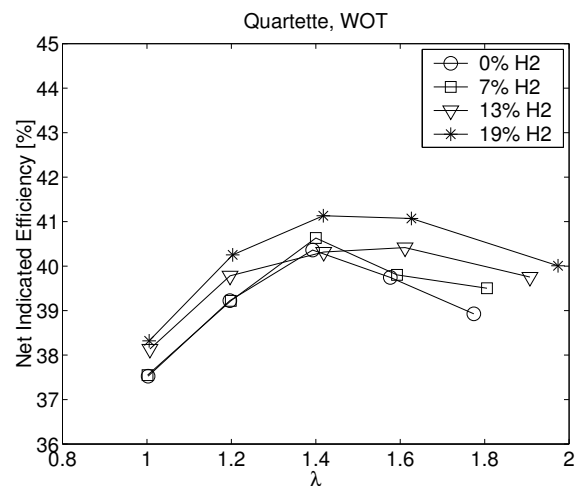 Quartette, WOT
Net Indicated Efficiency [%]
45
44
43
42
41
40
39
38
37
36
0% H2
7% H2
13% H2
19% H2
0.8
1
1.2
1.4
1.6
1.8
2
λ